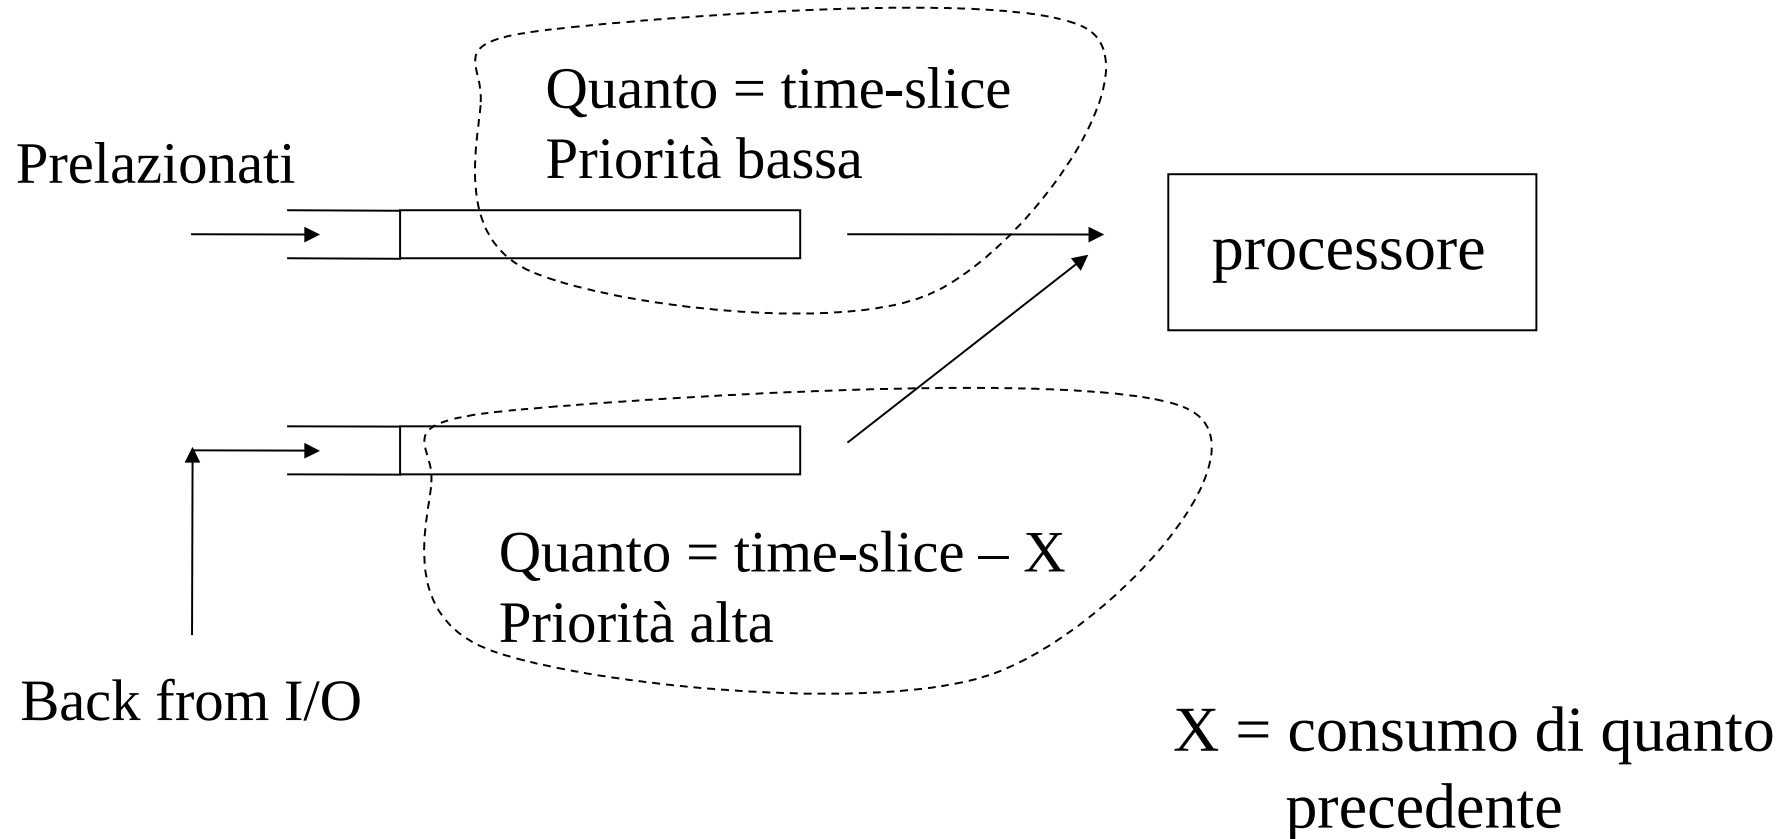 Quanto = time-slice
Priorità bassa
Prelazionati
processore
Quanto = time-slice – X
Priorità alta
Back from I/O
X = consumo di quanto
precedente